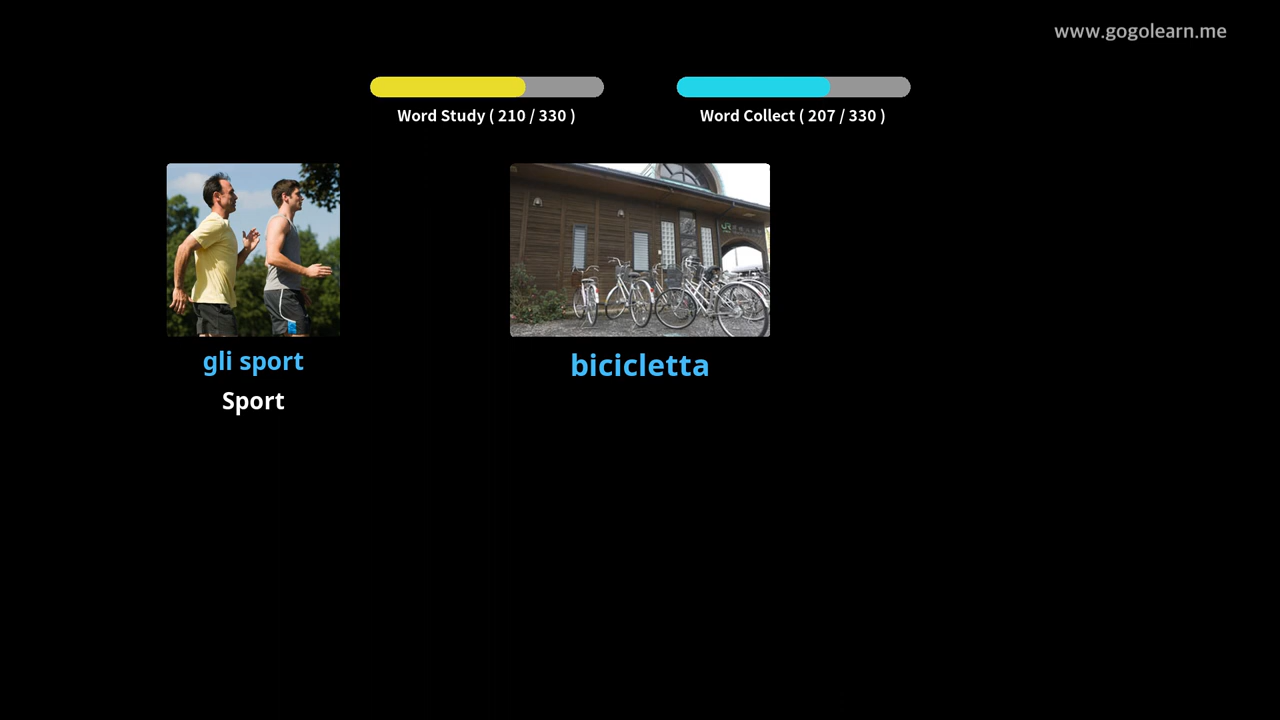 www.gogolearn.me
Word Study ( 210 / 330 )
Word Collect ( 207 / 330 )
gli sport
Sport
bicicletta